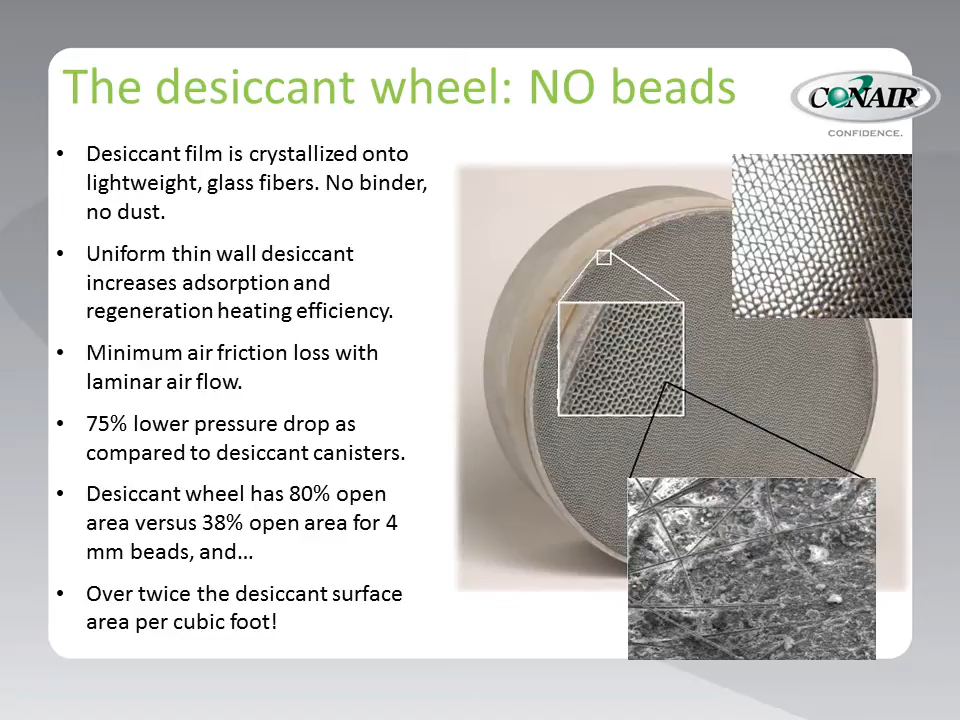 The desiccant wheel: NO beads
CONAIR
CONFIDENCE.
• Desiccant film is crystallized onto
lightweight, glass fibers. No binder,
no dust.
• Uniform thin wall desiccant
increases adsorption and
regeneration heating efficiency.
• Minimum air friction loss with
laminar air flow.
• 75% lower pressure drop as
compared to desiccant canisters.
• Desiccant wheel has 80% open
area versus 38% open area for 4
mm beads, and…
• Over twice the desiccant surface
area per cubic foot!